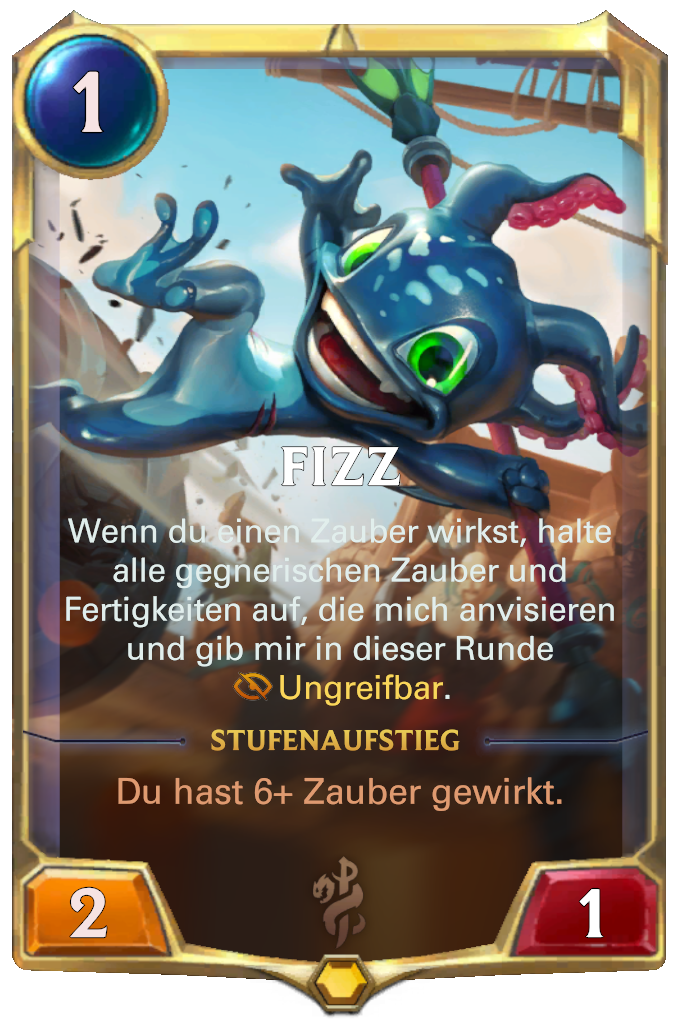 1
FIZZ
Wenn du einen Zauber wirkst, halte
alle gegnerischen Zauber und
Fertigkeiten auf, die mich anvisieren
und gib mir in dieser Runde
Ungreifbar.
STUFENAUFSTIEG
Du hast 6+ Zauber gewirkt.
2
1